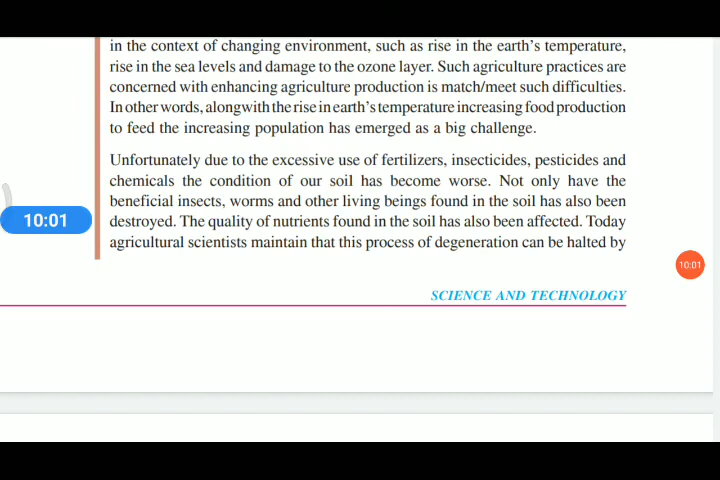 in the context of changing environment, such as rise in the earth's temperature,
rise in the sea levels and damage to the ozone layer. Such agriculture practices are
concerned with enhancing agriculture production is match/meet such difficulties.
In other words, alongwith the rise in earth's temperature increasing food production
to feed the increasing population has emerged as a big challenge.
Unfortunately due to the excessive use of fertilizers, insecticides, pesticides and
chemicals the condition of our soil has become worse. Not only have the
beneficial insects, worms and other living beings found in the soil has also been
10:01
destroyed. The quality of nutrients found in the soil has also been affected. Today
agricultural scientists maintain that this process of degeneration can be halted by
10:01
SCIENCE AND TECHNOLOGY